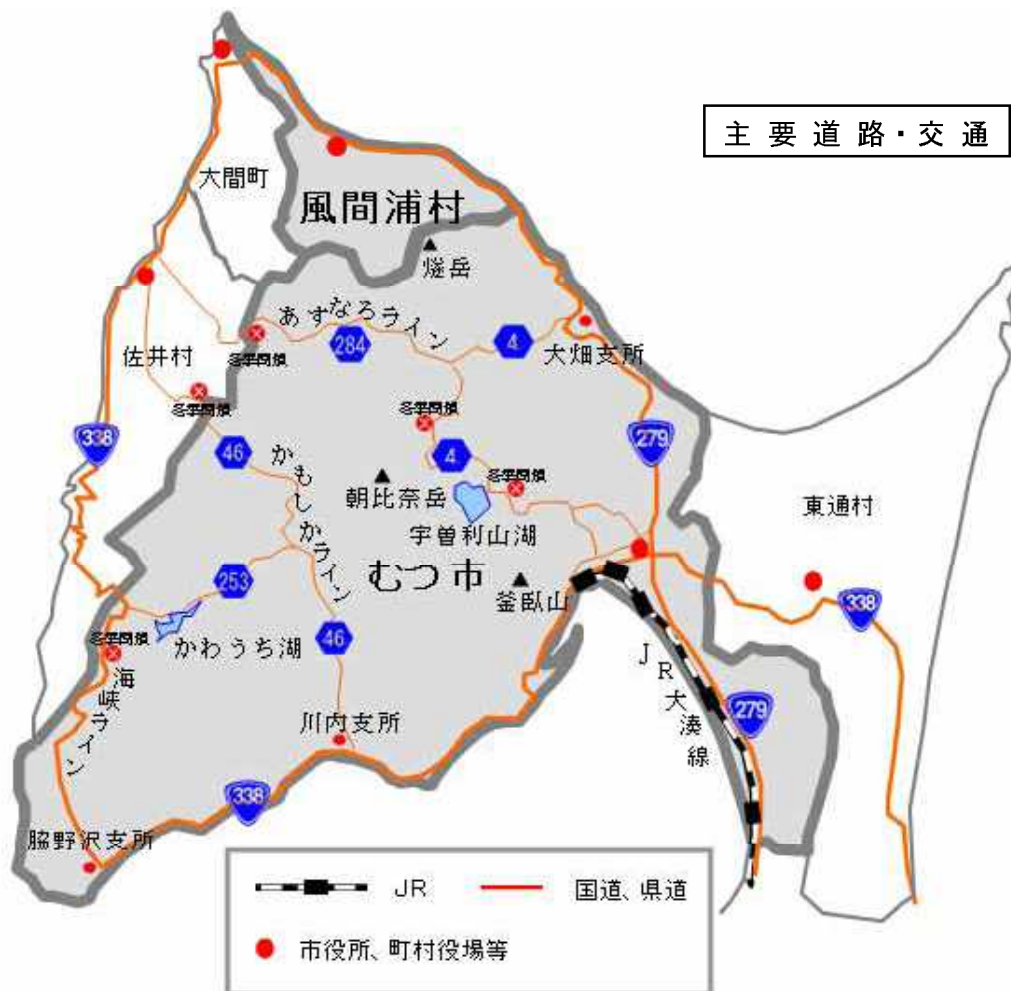 主要道路・交通
大間町
風間浦村
燧岳
あすなろライン
284
4
大畑支所
佐井村
冬季閉鎖
冬季閉鎖
冬季閉鎖
338
46
かもしかライン
4
279
冬季閉鎖
朝比奈岳
宇曽利山湖
東通村
むつ市
釜臥山
253
338
冬季閉鎖
かわうち湖
46
JR大湊線
海峡ライン
川内支所
279
338
脇野沢支所
JR
国道、県道
市役所、町村役場等